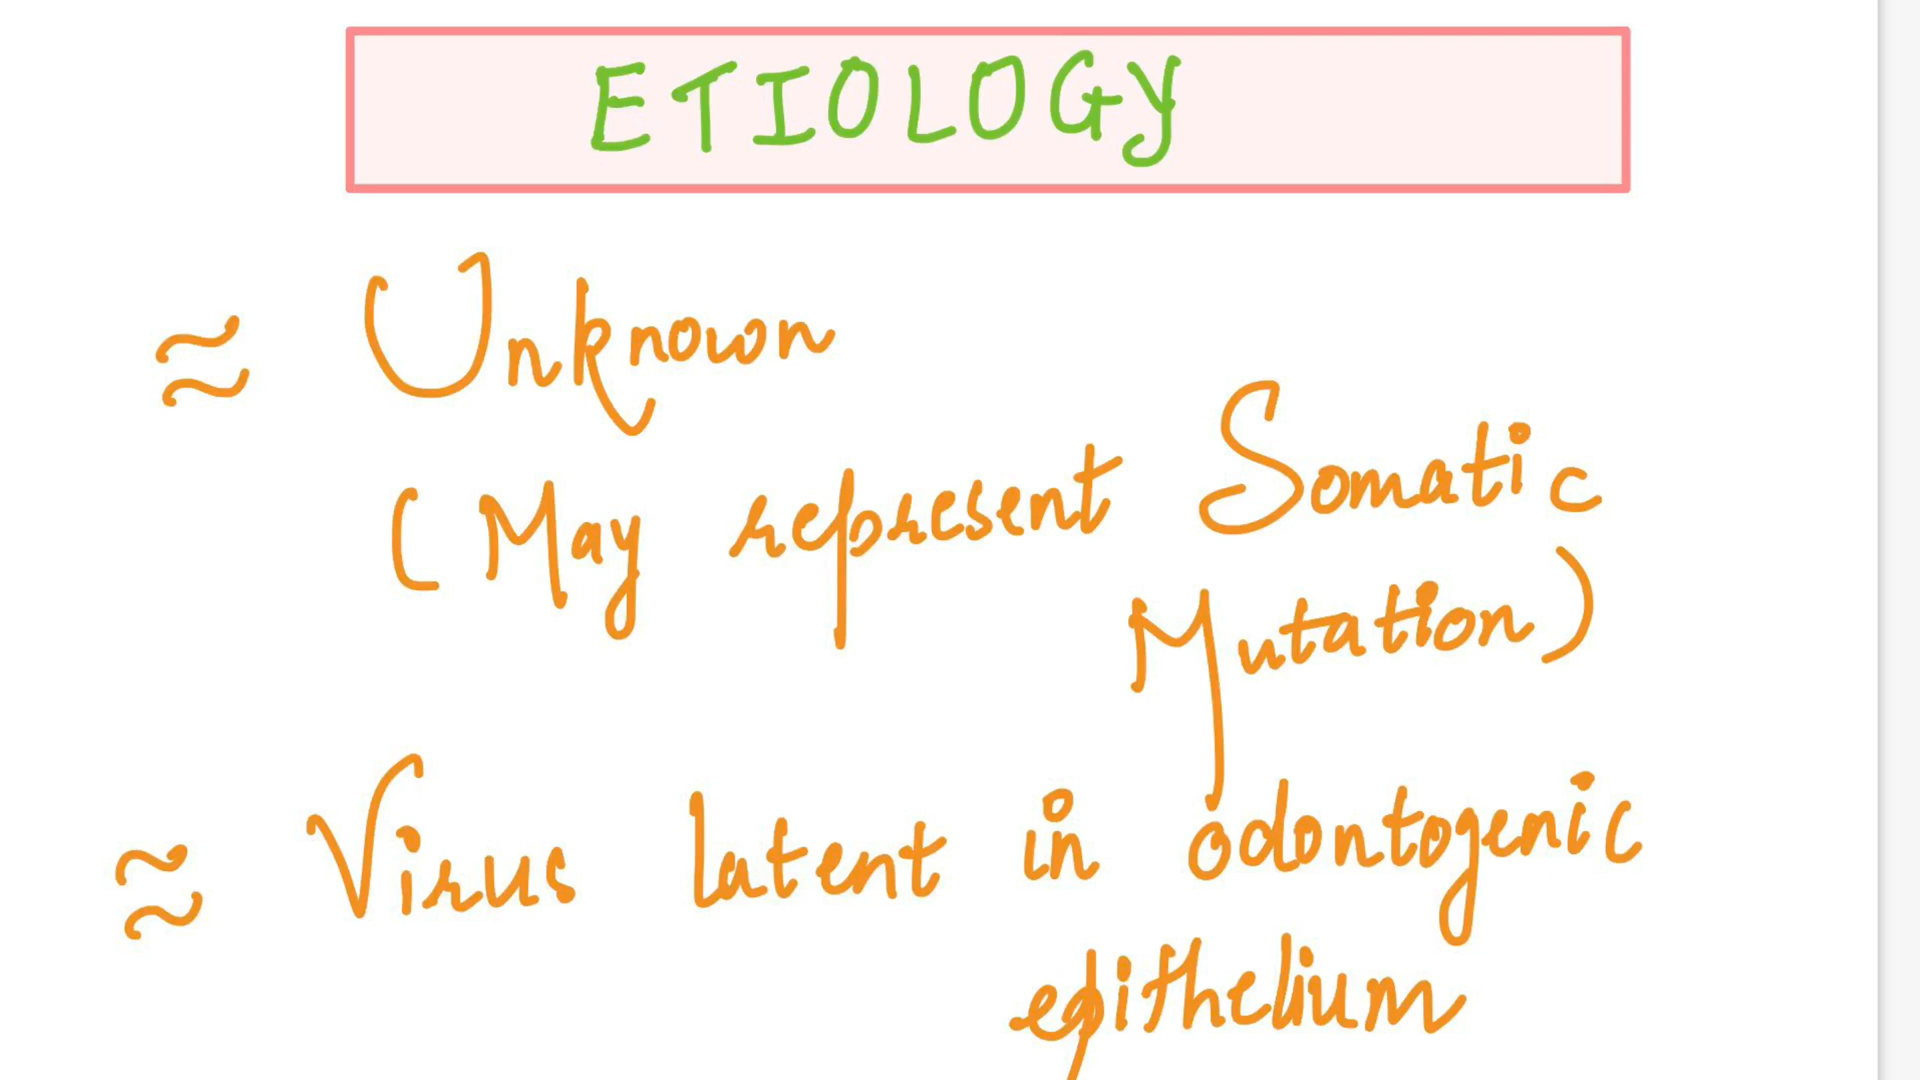 ETIOLOGY
≈ Unknown
(May represent Somatic
Mutation)
≈ Virus latent in odontogenic
epithelium